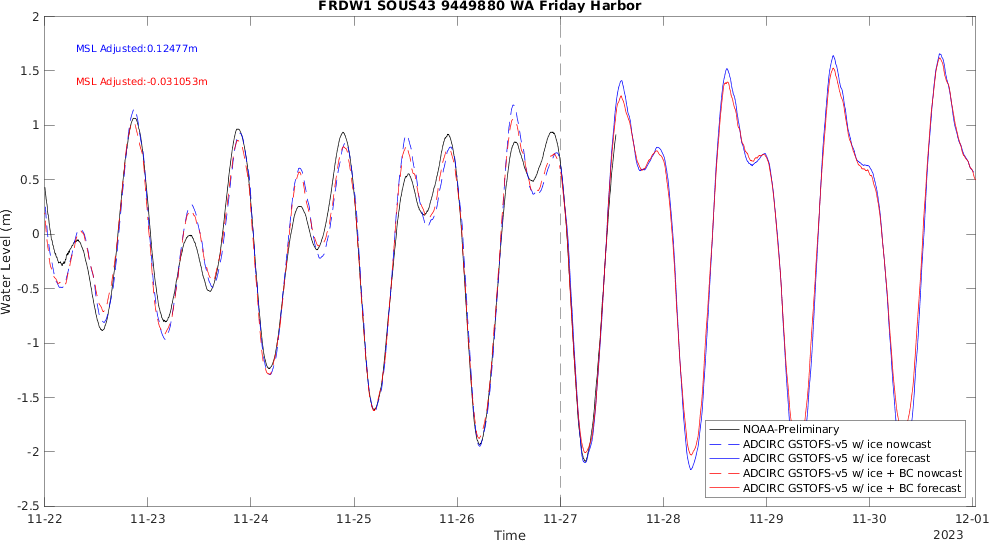 FRDW1 SOUS43 9449880 WA Friday Harbor
MSL Adjusted:0.12477m
MSL Adjusted:-0.031053m
Water Level (m)
2
1.5
1
0.5
0
-0.5
-1
-1.5
-2
-2.5
NOAA-Preliminary
ADCIRC GSTOFS-v5 w/ ice nowcast
ADCIRC GSTOFS-v5 w/ ice forecast
ADCIRC GSTOFS-v5 w/ ice + BC nowcast
ADCIRC GSTOFS-v5 w/ ice + BC forecast
11-22 11-23 11-24 11-25 11-26 11-27 11-28 11-29 11-30 12-01
Time
2023